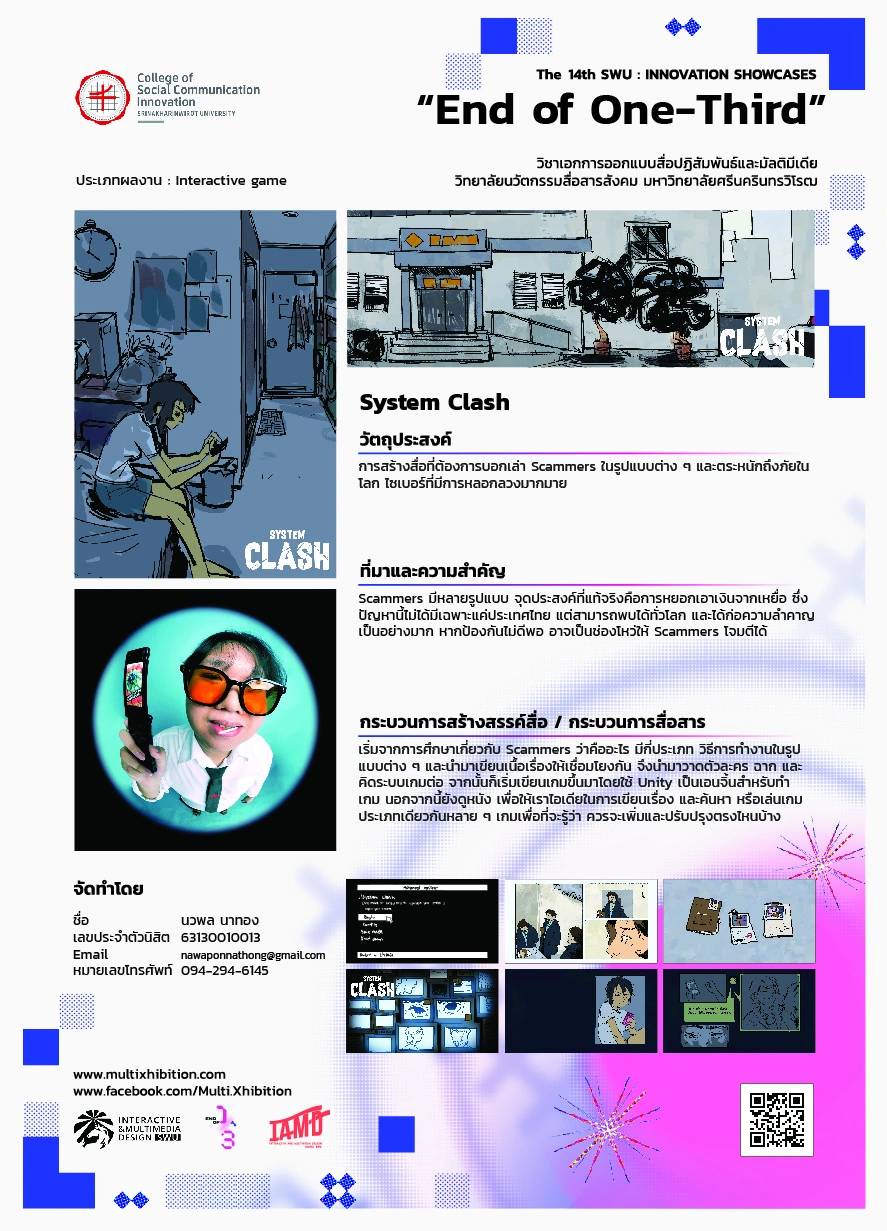 College of
Social Communication
Innovation
SRINAKHARINWIROT UNIVERSITY
The 14th SWU : INNOVATION SHOWCASES
“End of One-Third”
วิชาเอกการออกแบบสื่อปฏิสัมพันธ์และมัลติมีเดีย
วิทยาลัยนวัตกรรมสื่อสารสังคม มหาวิทยาลัยศรีนครินทรวิโรฒ
ประเภทผลงาน : Interactive game
SYSTEM
CLASH
SYSTEM
CLASH
System Clash
วัตถุประสงค์
การสร้างสื่อที่ต้องการบอกเล่า Scammers ในรูปแบบต่าง ๆ และตระหนักถึงภัยใน
โลก ไซเบอร์ที่มีการหลอกลวงมากมาย
ที่มาและความสำคัญ
Scammers มีหลายรูปแบบ จุดประสงค์ที่แท้จริงคือการหยอกเอาเงินจากเหยื่อ ซึ่ง
ปัญหานี้ไม่ได้มีเฉพาะแค่ประเทศไทย แต่สามารถพบได้ทั่วโลก และได้ก่อความลำคาญ
เป็นอย่างมาก หากป้องกันไม่ดีพอ อาจเป็นช่องโหว่ให้ Scammers โจมตีได้
กระบวนการสร้างสรรค์สื่อ / กระบวนการสื่อสาร
เริ่มจากการศึกษาเกี่ยวกับ Scammers ว่าคืออะไร มีกี่ประเภท วิธีการทำงานในรูป
แบบต่าง ๆ และนำมาเขียนเนื้อเรื่องให้เชื่อมโยงกัน จึงนำมาวาดตัวละคร ฉาก และ
คิดระบบเกมต่อ จากนั้นก็เริ่มเขียนเกมขึ้นมาโดยใช้ Unity เป็นเอนจิ้นสำหรับทำ
เกม นอกจากนี้ยังดูหนัง เพื่อให้เราไอเดียในการเขียนเรื่อง และค้นหา หรือเล่นเกม
ประเภทเดียวกันหลาย ๆ เกมเพื่อที่จะรู้ว่า ควรจะเพิ่มและปรับปรุงตรงไหนบ้าง
จัดทำโดย
ชื่อ นวพล นาทอง
เลขประจำตัวนิสิต 63130010013
Email nawaponnathong@gmail.com
หมายเลขโทรศัพท์ 094-294-6145
SYSTEM
CLASH
www.multixhibition.com
www.facebook.com/Multi.Xhibition
INTERACTIVE
&MULTIMEDIA
DESIGN SWU
END
OF
1
3
IAMD